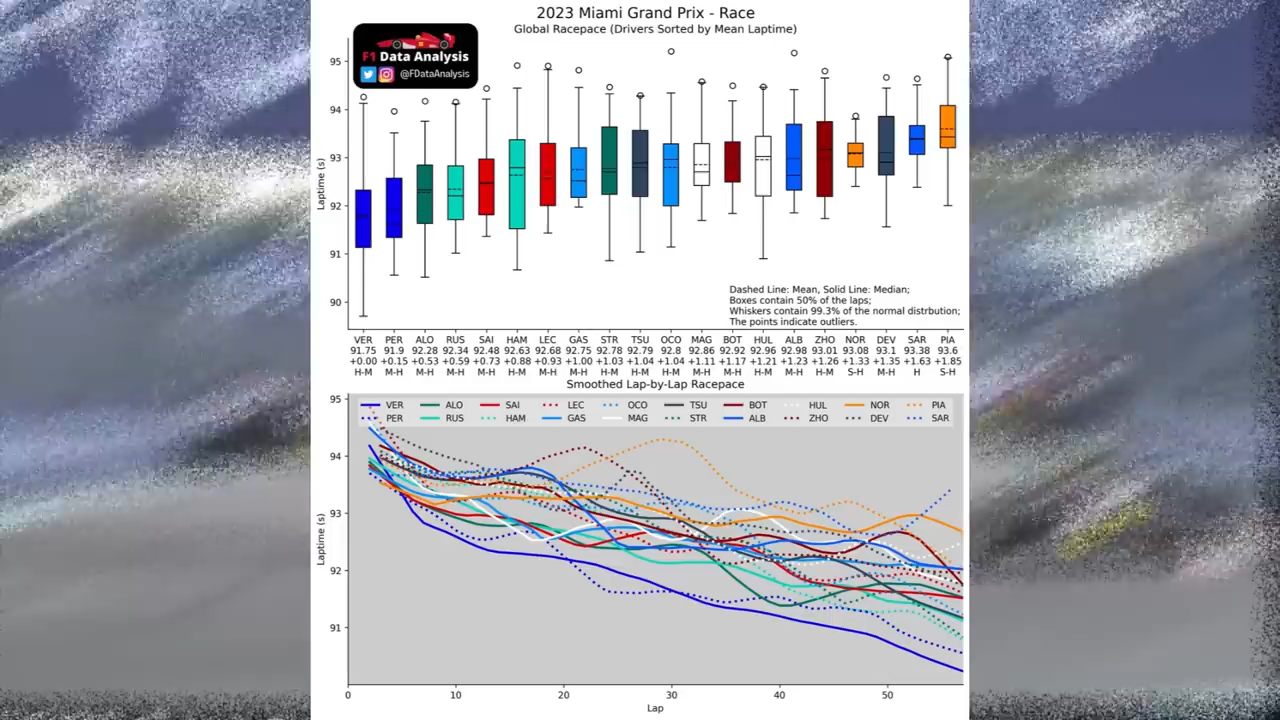 2023 Miami Grand Prix - Race
Global Racepace (Drivers Sorted by Mean Laptime)
F1 Data Analysis
@FDataAnalysis
95
94
93
92
91
90
Laptime (s)
Dashed Line: Mean, Solid Line: Median;
Boxes contain 50% of the laps;
Whiskers contain 99.3% of the normal distrbution;
The points indicate outliers.
VER PER ALO RUS SAI HAM LEC GAS STR TSU OCO MAG BOT HUL ALB ZHO NOR DEV SAR PIA
91.75 91.9 92.28 92.34 92.48 92.63 92.68 92.75 92.78 92.79 92.8 92.86 92.92 92.96 92.98 93.01 93.08 93.1 93.38 93.6
+0.00 +0.15 +0.53 +0.59 +0.73 +0.88 +0.93 +1.00 +1.03 +1.04 +1.04 +1.11 +1.17 +1.21 +1.23 +1.26 +1.33 +1.35 +1.63 +1.85
H-M M-H M-H M-H M-H H-M M-H M-H H-M M-H H-M M-H M-H H-M M-H H-M S-H M-H H S-H
Smoothed Lap-by-Lap Racepace
VER ALO SAI LEC OCO TSU BOT HUL NOR PIA
PER RUS HAM GAS MAG STR ALB ZHO DEV SAR
95
94
93
92
91
Laptime (s)
0 10 20 30 40 50
Lap